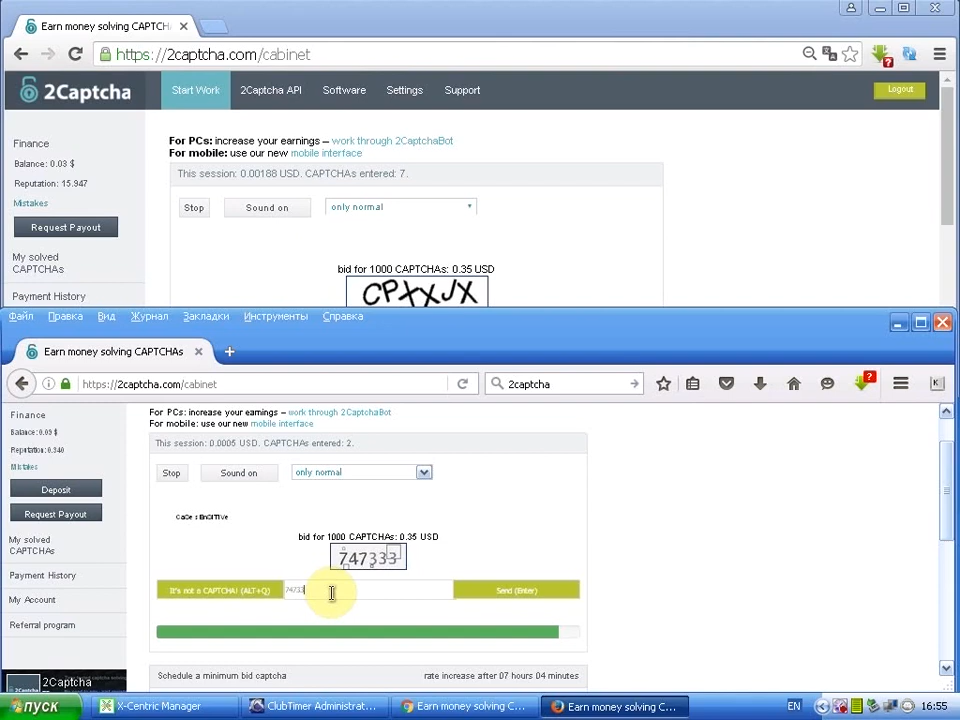 Earn money solving CAPTCH
https://2captcha.com/cabinet
2Captcha
Start Work
2Captcha API
Software
Settings
Support
Logout
Finance
Balance: 0.03 $
Reputation: 15.947
Mistakes
Request Payout
My solved
CAPTCHAs
Payment History
For PCs: increase your earnings – work through 2CaptchaBot
For mobile: use our new mobile interface
This session: 0.00188 USD. CAPTCHAs entered: 7.
Stop
Sound on
only normal
bid for 1000 CAPTCHAs: 0.35 USD
Файл Правка Вид Журнал Закладки Инструменты Справка
Earn money solving CAPTCHAs
https://2captcha.com/cabinet
2captcha
Finance
Balance: 0.09 $
Reputation: 0.340
Mistakes
Deposit
Request Payout
My solved
CAPTCHAs
Payment History
My Account
Referral program
2Captcha
For PCs: increase your earnings – work through 2CaptchaBot
For mobile: use our new mobile interface
This session: 0.0005 USD. CAPTCHAs entered: 2.
Stop
Sound on
only normal
CaSe sEnSiTiVe
bid for 1000 CAPTCHAs: 0.35 USD
747333
It's not a CAPTCHA! (ALT+Q)
74733
Send (Enter)
Schedule a minimum bid captcha
rate increase after 07 hours 04 minutes
пуск
X-Centric Manager
ClubTimer Administrat...
Earn money solving C...
Earn money solving C...
EN
16:55